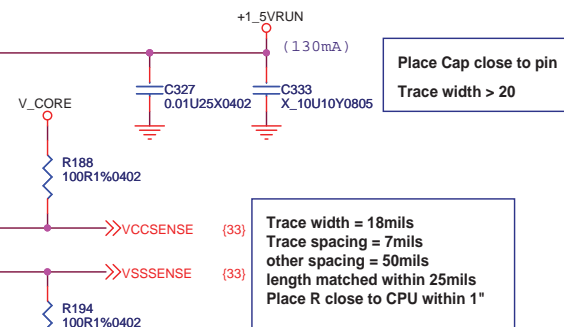 +1_5VRUN
(130mA)
Place Cap close to pin
Trace width > 20
C327
0.01U25X0402
C333
X_10U10Y0805
V_CORE
R188
100R1%0402
VCCSENSE {33}
VSSSENSE {33}
Trace width = 18mils
Trace spacing = 7mils
other spacing = 50mils
length matched within 25mils
Place R close to CPU within 1"
R194
100R1%0402